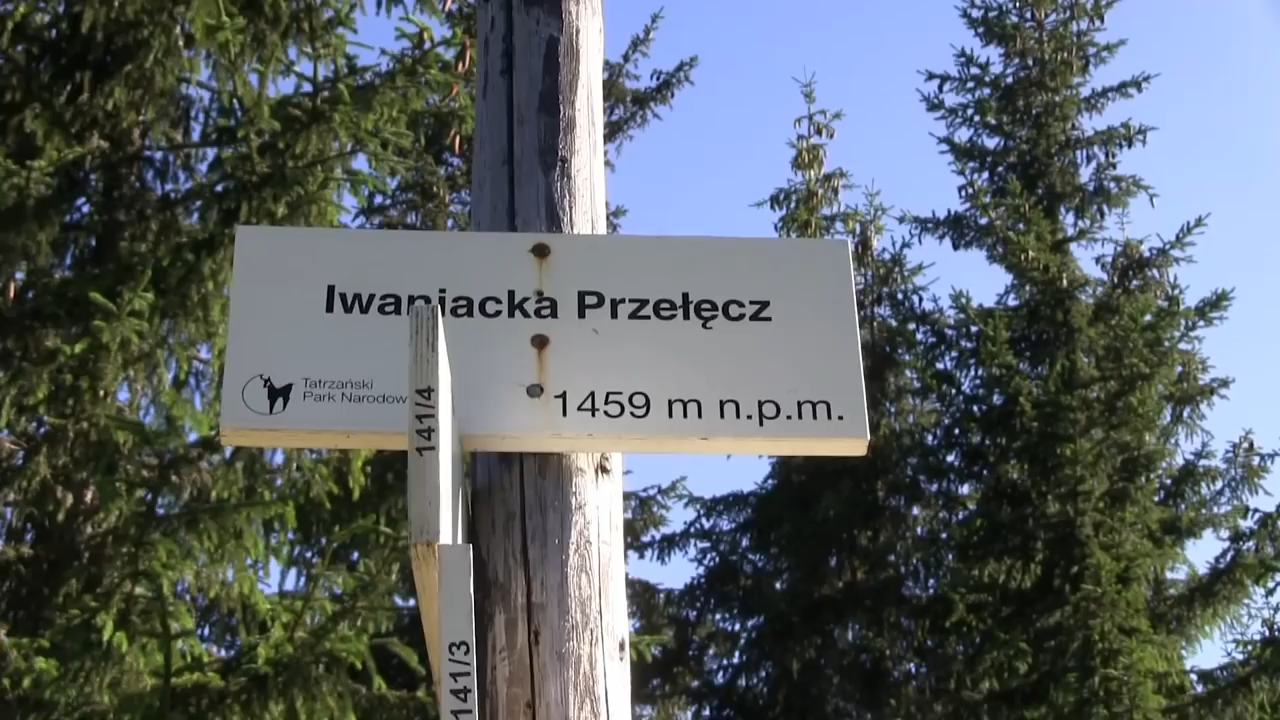 Iwaniacka Przełęcz
Tatrzański
Park Narodow
1459 m n.p.m.
141/4
141/3